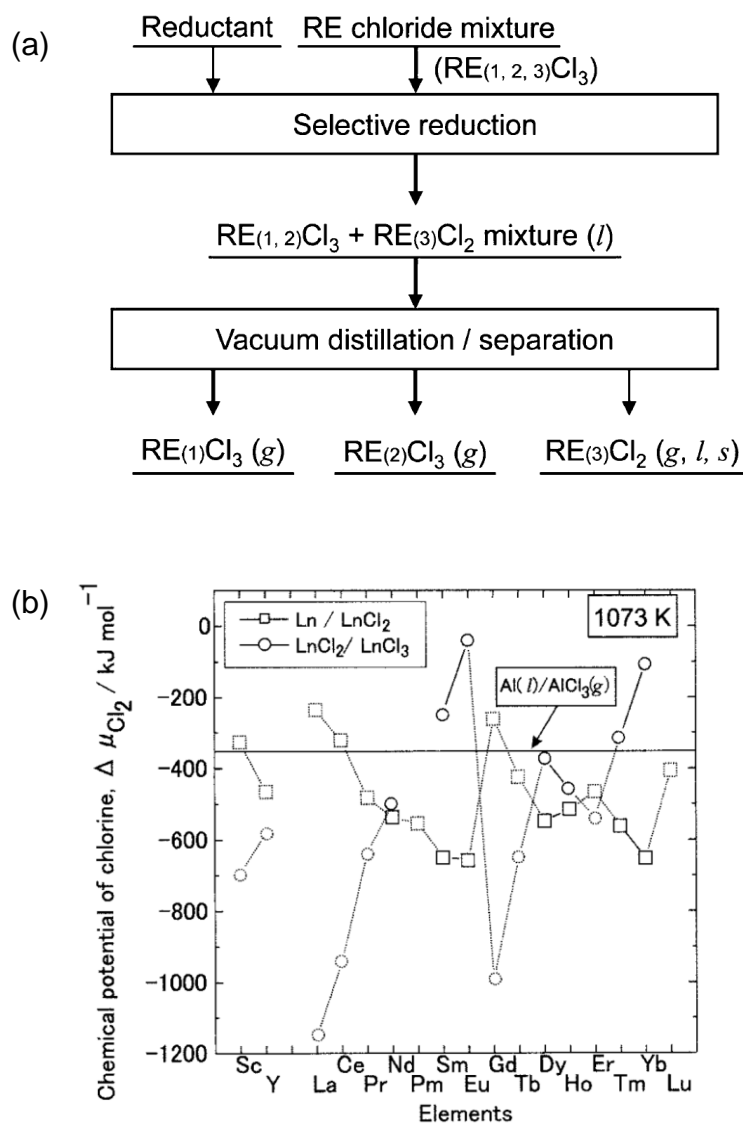 (a)
Reductant RE chloride mixture
(RE(1, 2, 3)Cl3)
Selective reduction
RE(1, 2)Cl3 + RE(3)Cl2 mixture (l)
Vacuum distillation / separation
RE(1)Cl3 (g) RE(2)Cl3 (g) RE(3)Cl2 (g, l, s)
(b)
Chemical potential of chlorine, Δ μCl2 / kJ mol−1
Ln / LnCl2
LnCl2/ LnCl3
1073 K
Al(l)/AlCl3(g)
0
-200
-400
-600
-800
-1000
-1200
Sc Ce Nd Sm Gd Dy Er Yb
Y La Pr Pm Eu Tb Ho Tm Lu
Elements